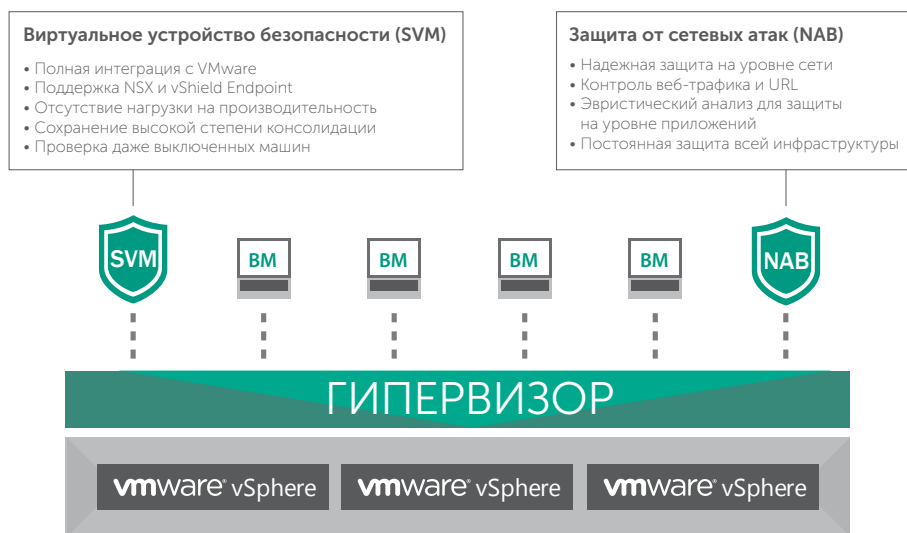 Виртуальное устройство безопасности (SVM)
• Полная интеграция с VMware
• Поддержка NSX и vShield Endpoint
• Отсутствие нагрузки на производительность
• Сохранение высокой степени консолидации
• Проверка даже выключенных машин
Защита от сетевых атак (NAB)
• Надежная защита на уровне сети
• Контроль веб-трафика и URL
• Эвристический анализ для защиты
на уровне приложений
• Постоянная защита всей инфраструктуры
SVM
ВМ
ВМ
ВМ
ВМ
NAB
ГИПЕРВИЗОР
vmware® vSphere
vmware® vSphere
vmware® vSphere